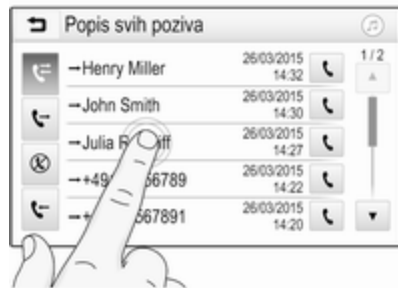 Popis svih poziva
1/2
→Henry Miller 26/03/2015 14:32
→John Smith 26/03/2015 14:30
→Julia 26/03/2015 14:27
26/03/2015 14:22
26/03/2015 14:20